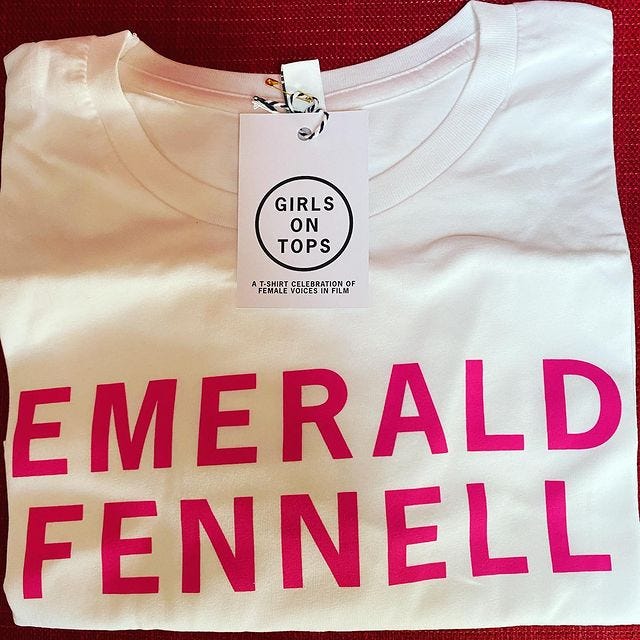 GIRLS
ON
TOPS
A T-SHIRT CELEBRATION OF
FEMALE VOICES IN FILM
EMERALD
FENNELL